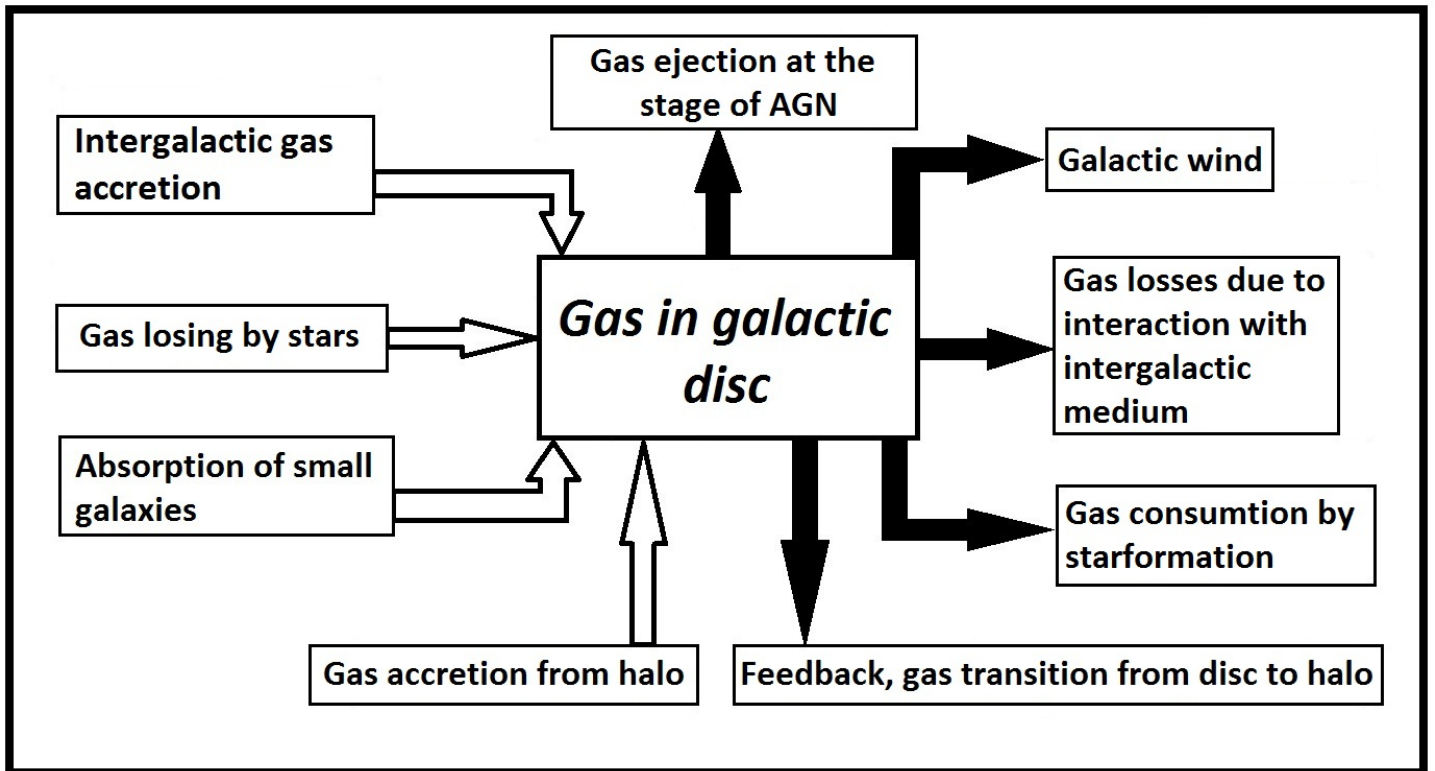 Gas ejection at the
stage of AGN
Intergalactic gas
accretion
Galactic wind
Gas losing by stars
Gas in galactic
disc
Gas losses due to
interaction with
intergalactic
medium
Absorption of small
galaxies
Gas consumtion by
starformation
Gas accretion from halo
Feedback, gas transition from disc to halo